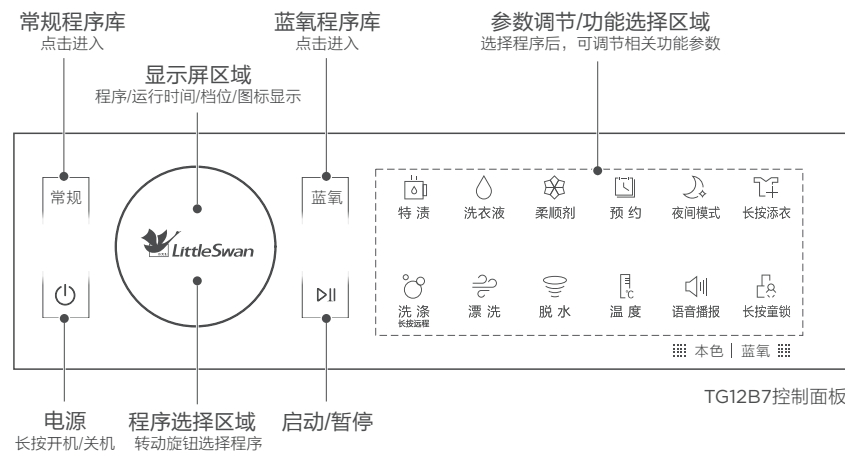 常规程序库
点击进入
蓝氧程序库
点击进入
参数调节/功能选择区域
选择程序后，可调节相关功能参数
显示屏区域
程序/运行时间/档位/图标显示
常规
蓝氧
LittleSwan
特渍 洗衣液 柔顺剂 预约 夜间模式 长按添衣
洗涤 漂洗 脱水 温度 语音播报 长按童锁
长按远程
℃
本色 | 蓝氧
TG12B7控制面板
电源
长按开机/关机
程序选择区域
转动旋钮选择程序
启动/暂停